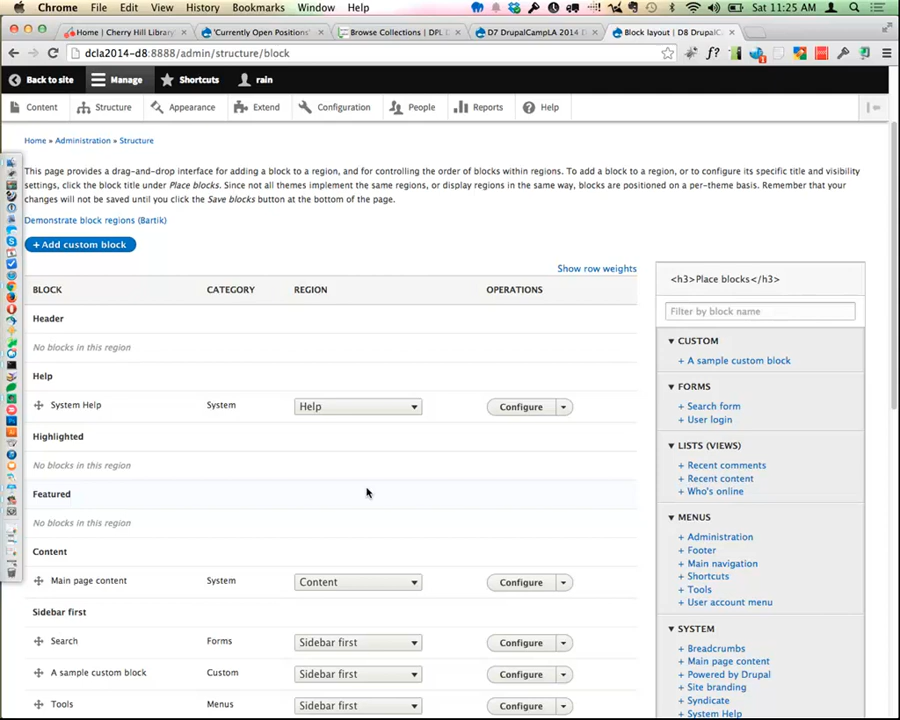 Chrome File Edit View History Bookmarks Window Help Sat 11:25 AM
Home | Cherry Hill Library
'Currently Open Positions'
Browse Collections | DPL D
D7 DrupalCampLA 2014 D
Block layout | D8 DrupalC
dcla2014-d8:8888/admin/structure/block
Back to site Manage Shortcuts rain
Content Structure Appearance Extend Configuration People Reports Help
Home » Administration » Structure
This page provides a drag-and-drop interface for adding a block to a region, and for controlling the order of blocks within regions. To add a block to a region, or to configure its specific title and visibility
settings, click the block title under Place blocks. Since not all themes implement the same regions, or display regions in the same way, blocks are positioned on a per-theme basis. Remember that your
changes will not be saved until you click the Save blocks button at the bottom of the page.
Demonstrate block regions (Bartik)
+ Add custom block
Show row weights
BLOCK CATEGORY REGION OPERATIONS
Header
No blocks in this region
Help
System Help System Help Configure
Highlighted
No blocks in this region
Featured
No blocks in this region
Content
Main page content System Content Configure
Sidebar first
Search Forms Sidebar first Configure
A sample custom block Custom Sidebar first Configure
Tools Menus Sidebar first Configure
<h3>Place blocks</h3>
Filter by block name
CUSTOM
+ A sample custom block
FORMS
+ Search form
+ User login
LISTS (VIEWS)
+ Recent comments
+ Recent content
+ Who's online
MENUS
+ Administration
+ Footer
+ Main navigation
+ Shortcuts
+ Tools
+ User account menu
SYSTEM
+ Breadcrumbs
+ Main page content
+ Powered by Drupal
+ Site branding
+ Syndicate
+ System Help